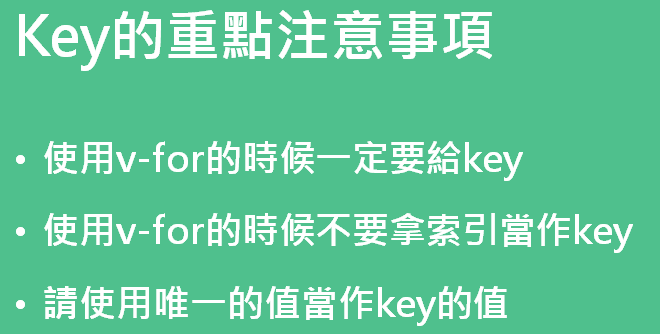 Key的重點注意事項
• 使用v-for的時候一定要給key
• 使用v-for的時候不要拿索引當作key
• 請使用唯一的值當作key的值